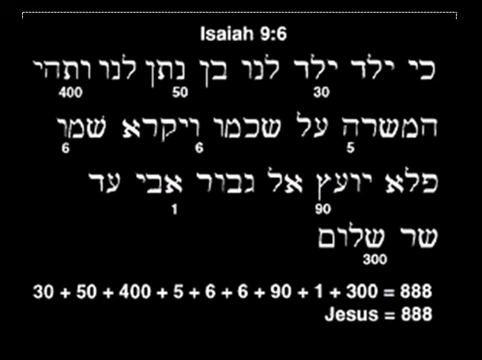 Isaiah 9:6
כי ילד ילד לנו בן נתן לנו ותהי
400 50 30
המשרה על שכמו ויקרא שמו
6 6 5
פלא יועץ אל גבור אבי עד
1 90
שר שלום
300
30 + 50 + 400 + 5 + 6 + 6 + 90 + 1 + 300 = 888
Jesus = 888